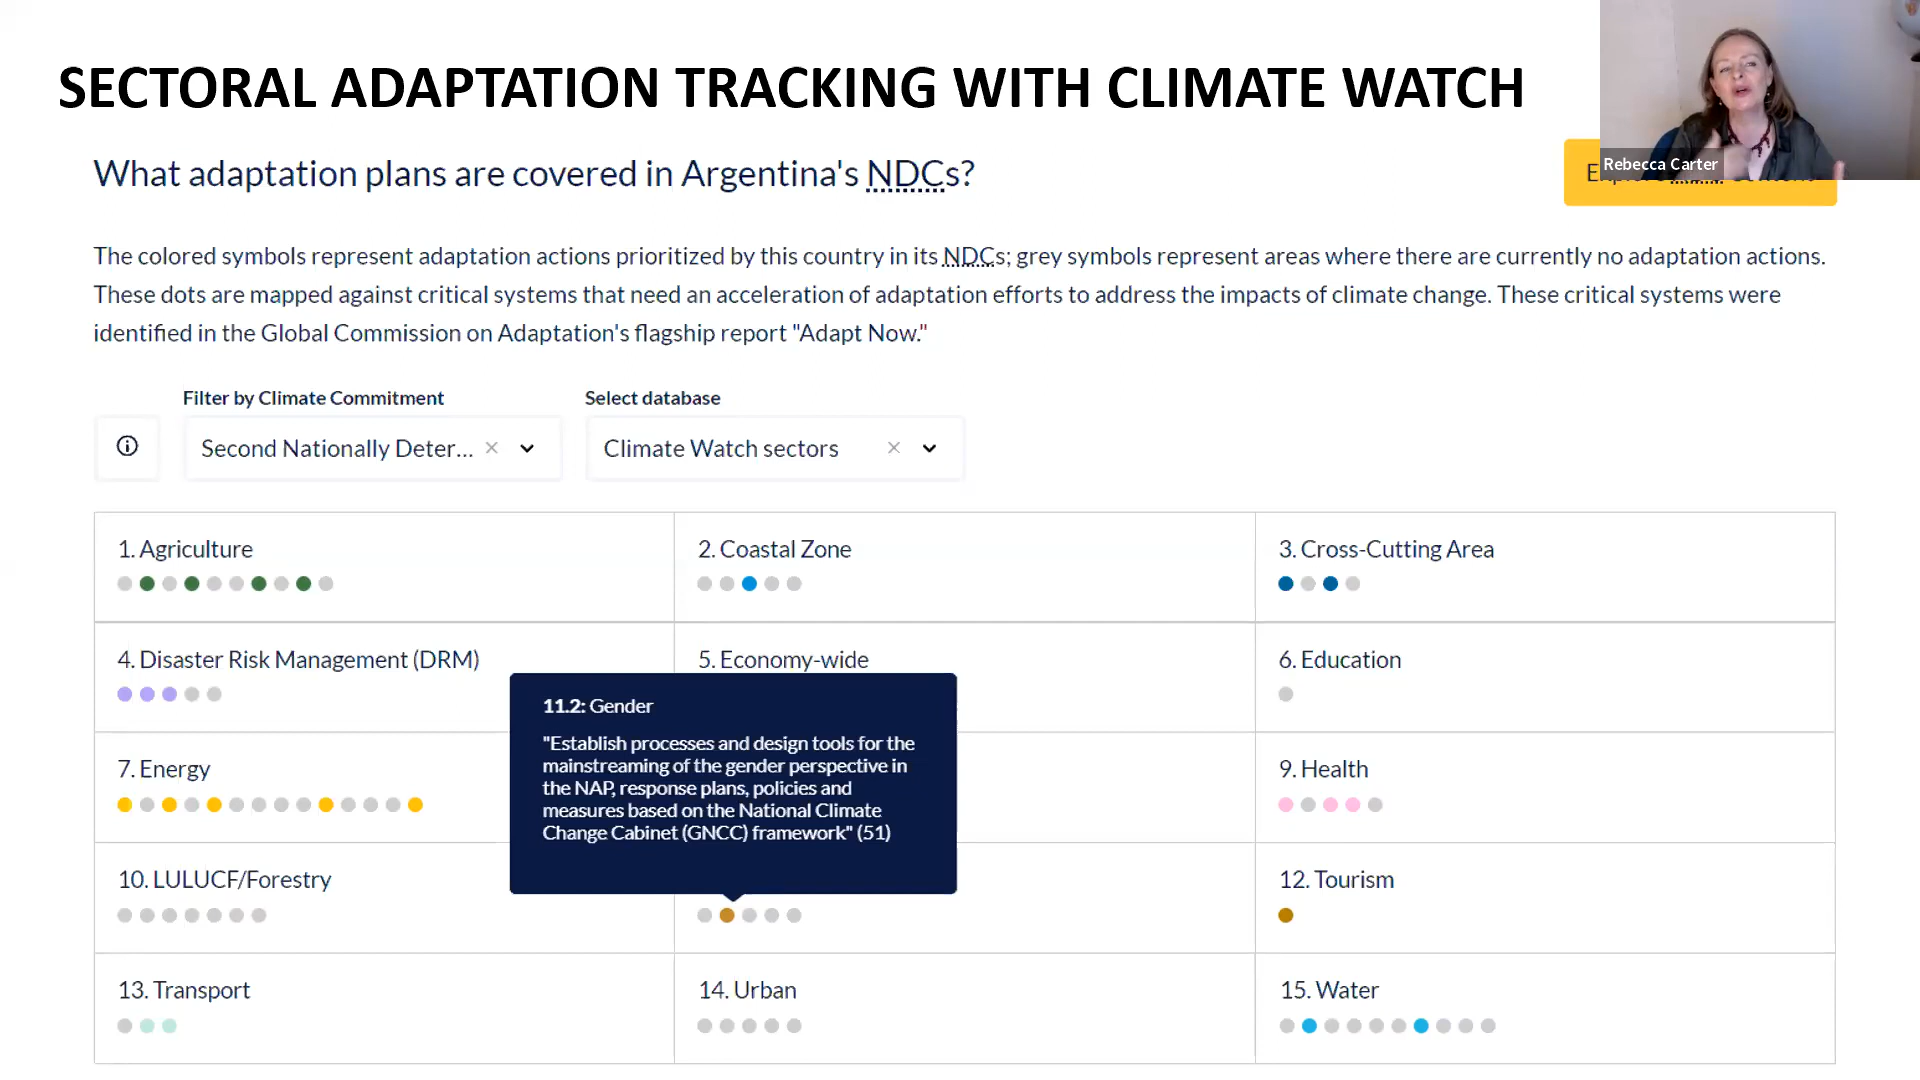 SECTORAL ADAPTATION TRACKING WITH CLIMATE WATCH
Rebecca Carter
What adaptation plans are covered in Argentina's NDCs?
The colored symbols represent adaptation actions prioritized by this country in its NDCs; grey symbols represent areas where there are currently no adaptation actions.
These dots are mapped against critical systems that need an acceleration of adaptation efforts to address the impacts of climate change. These critical systems were
identified in the Global Commission on Adaptation's flagship report "Adapt Now."
Filter by Climate Commitment
Select database
Second Nationally Deter...
Climate Watch sectors
1. Agriculture
2. Coastal Zone
3. Cross-Cutting Area
4. Disaster Risk Management (DRM)
5. Economy-wide
6. Education
11.2: Gender
"Establish processes and design tools for the
mainstreaming of the gender perspective in
the NAP, response plans, policies and
measures based on the National Climate
Change Cabinet (GNCC) framework" (51)
7. Energy
9. Health
10. LULUCF/Forestry
12. Tourism
13. Transport
14. Urban
15. Water